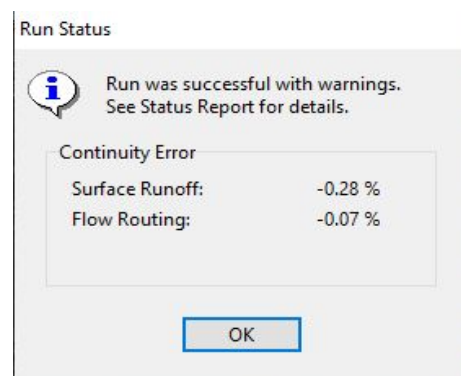 Run Status
Run was successful with warnings.
See Status Report for details.
Continuity Error
Surface Runoff: -0.28 %
Flow Routing: -0.07 %
OK